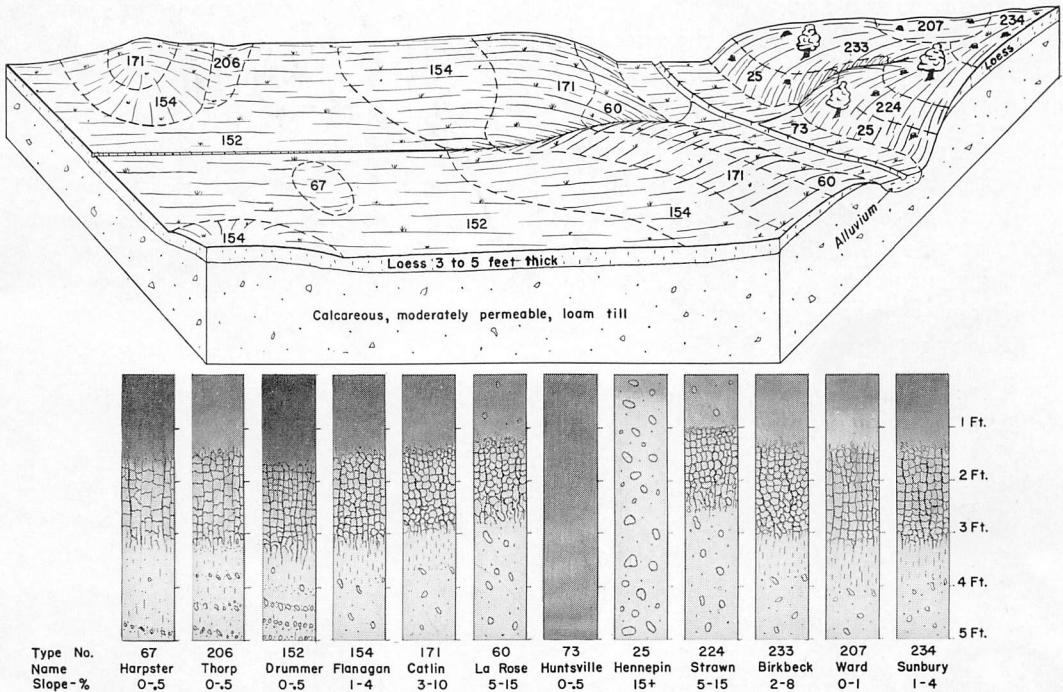 207
234
171
206
233
Loess
154
171
25
154
60
224
73
25
152
171
60
67
154
152
Alluvium
154
Loess 3 to 5 feet thick
Calcareous, moderately permeable, loam till
1 Ft.
2 Ft.
3 Ft.
4 Ft.
5 Ft.
Type No. 67 206 152 154 171 60 73 25 224 233 207 234
Name Harpster Thorp Drummer Flanagan Catlin La Rose Huntsville Hennepin Strawn Birkbeck Ward Sunbury
Slope-% 0-.5 0-.5 0-.5 1-4 3-10 5-15 0-.5 15+ 5-15 2-8 0-1 1-4